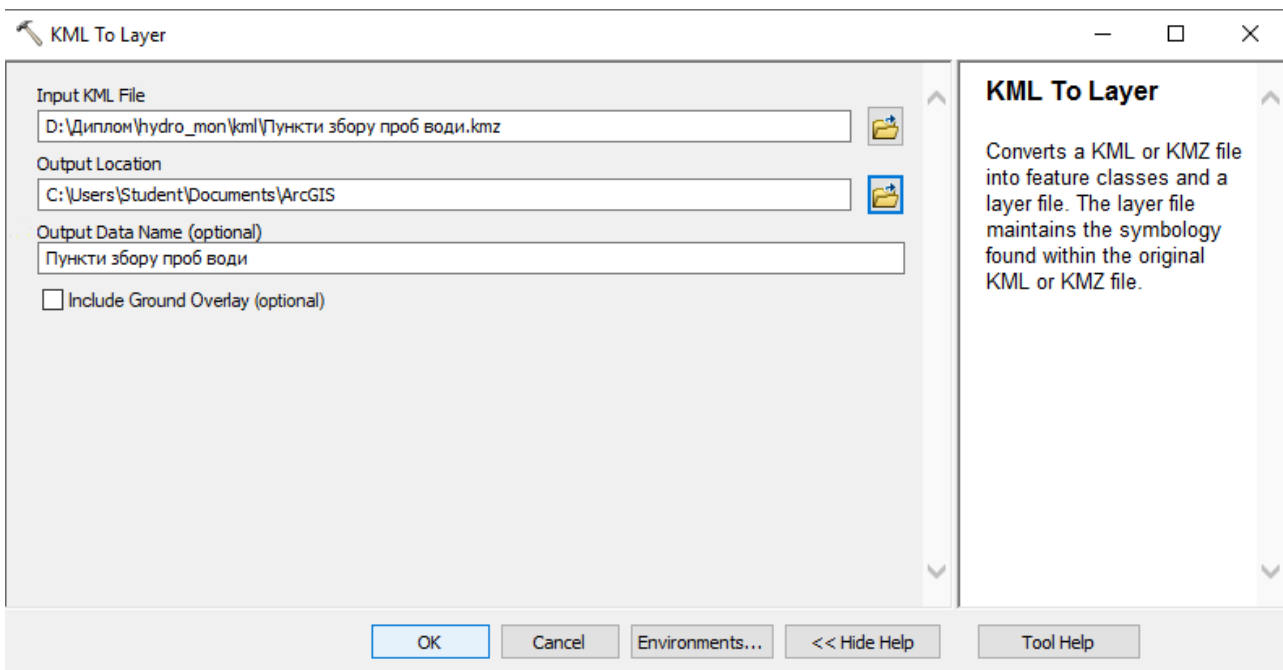 KML To Layer
Input KML File
D:\Диплом\hydro_mon\kml\Пункти збору проб води.kmz
Output Location
C:\Users\Student\Documents\ArcGIS
Output Data Name (optional)
Пункти збору проб води
Include Ground Overlay (optional)
KML To Layer
Converts a KML or KMZ file
into feature classes and a
layer file. The layer file
maintains the symbology
found within the original
KML or KMZ file.
OK
Cancel
Environments...
<< Hide Help
Tool Help